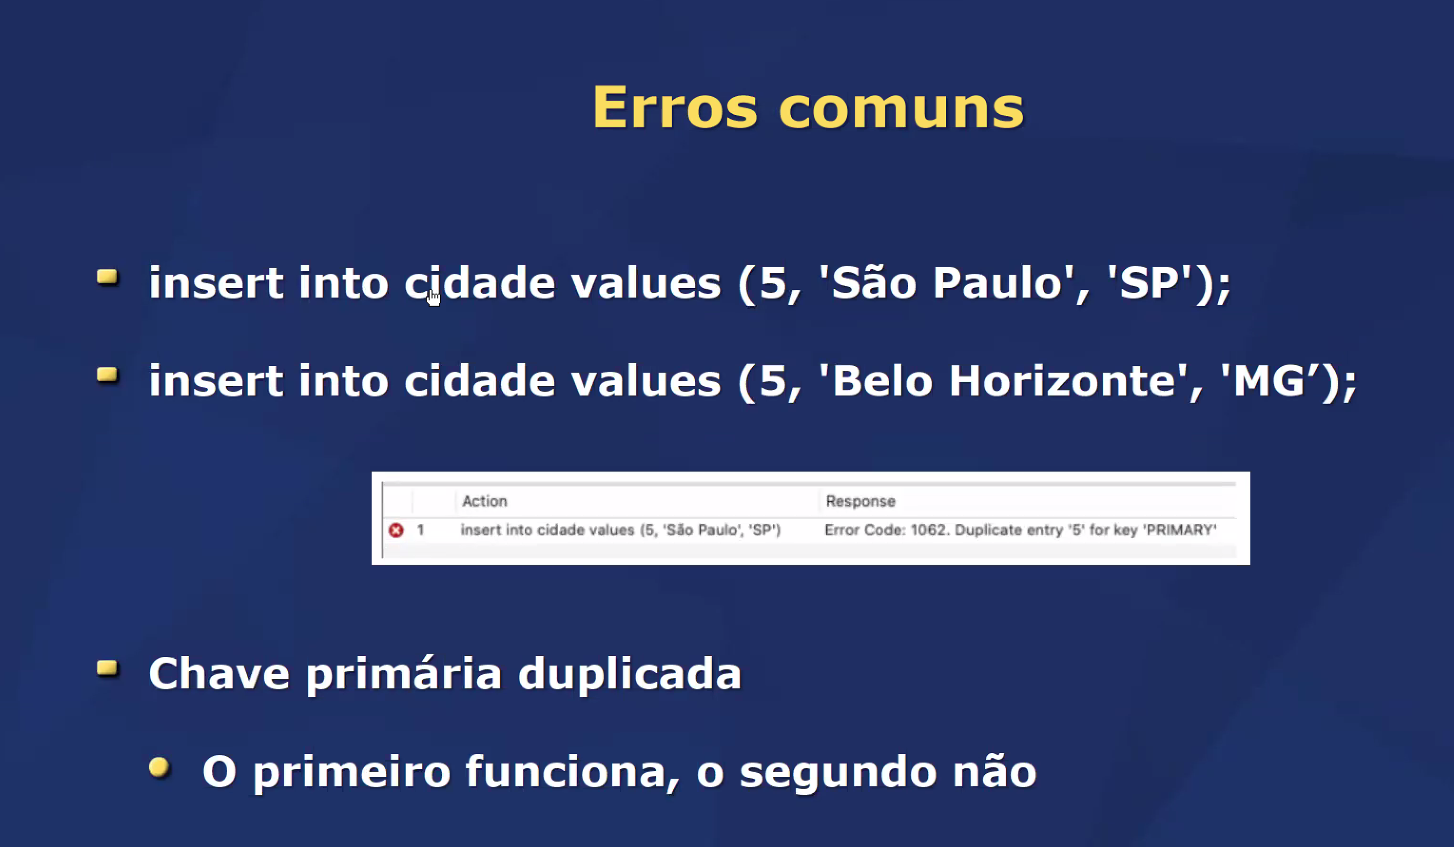 Erros comuns
insert into cidade values (5, 'São Paulo', 'SP');
insert into cidade values (5, 'Belo Horizonte', 'MG’);
Action Response
1 insert into cidade values (5, 'São Paulo', 'SP') Error Code: 1062. Duplicate entry '5' for key 'PRIMARY'
Chave primária duplicada
O primeiro funciona, o segundo não